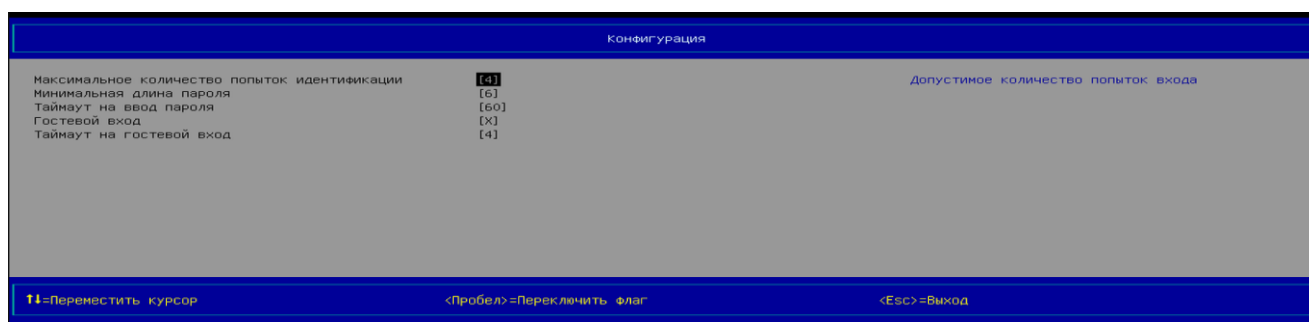 Конфигурация
Максимальное количество попыток идентификации [4] Допустимое количество попыток входа
Минимальная длина пароля [6]
Таймаут на ввод пароля [60]
Гостевой вход [X]
Таймаут на гостевой вход [4]
↑↓=Переместить курсор <Пробел>=Переключить флаг <Esc>=Выход